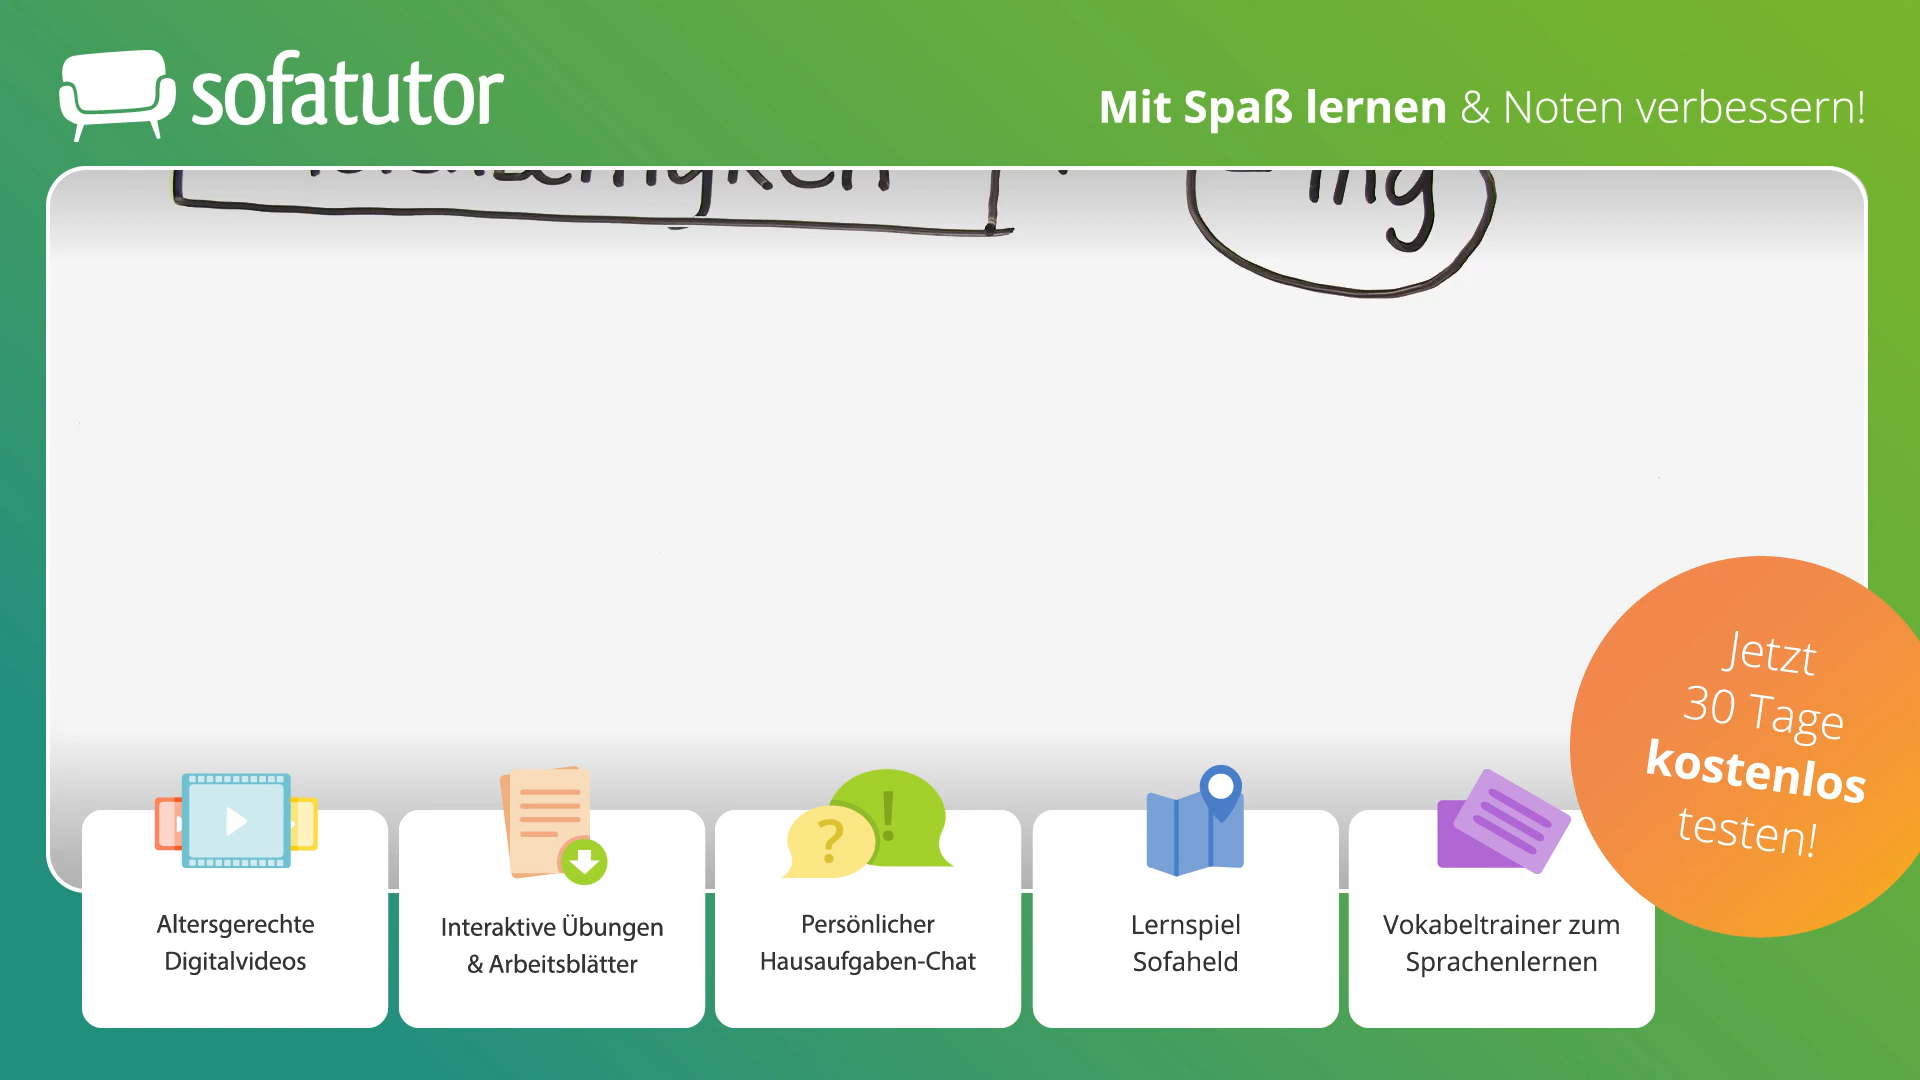 sofatutor
Mit Spaß lernen & Noten verbessern!
ing
Jetzt
30 Tage
kostenlos
testen!
Altersgerechte
Digitalvideos
Interaktive Übungen
& Arbeitsblätter
Persönlicher
Hausaufgaben-Chat
Lernspiel
Sofaheld
Vokabeltrainer zum
Sprachenlernen